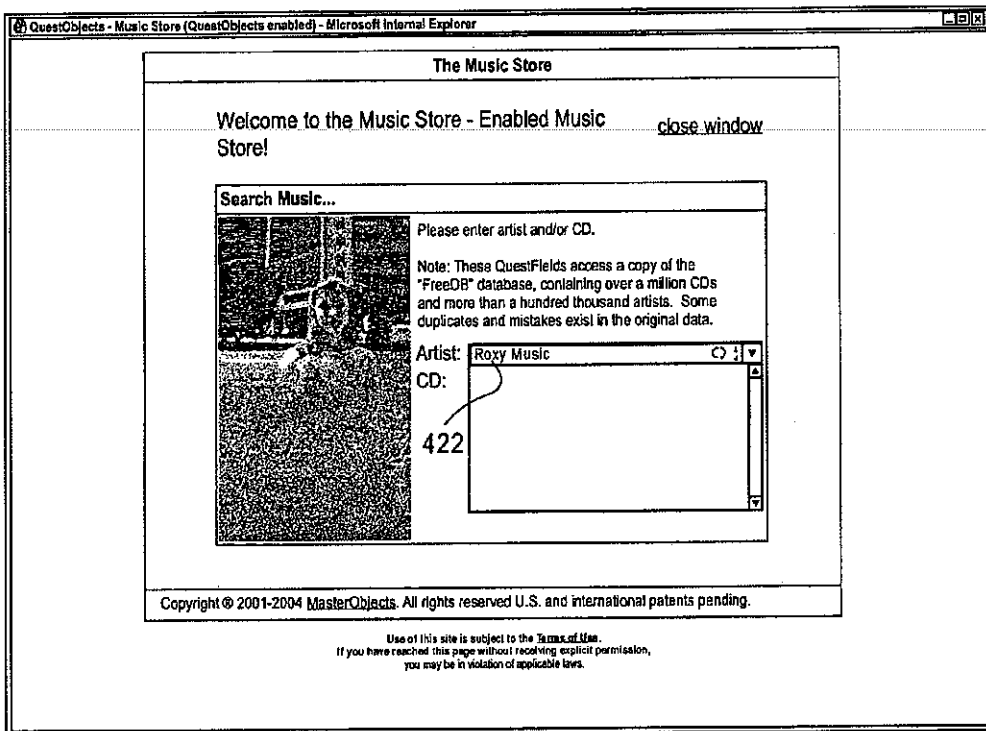 QuestObjects - Music Store (QuestObjects enabled) - Microsoft Internal Explorer
The Music Store
Welcome to the Music Store - Enabled Music
Store!
close window
Search Music...
Please enter artist and/or CD.
Note: These QuestFields access a copy of the
"FreeDB" database, containing over a million CDs
and more than a hundred thousand artists. Some
duplicates and mistakes exist in the original data.
Artist: Roxy Music
CD:
422
Copyright © 2001-2004 MasterObjects. All rights reserved U.S. and international patents pending.
Use of this site is subject to the Terms of Use.
If you have reached this page without receiving explicit permission,
you may be in violation of applicable laws.